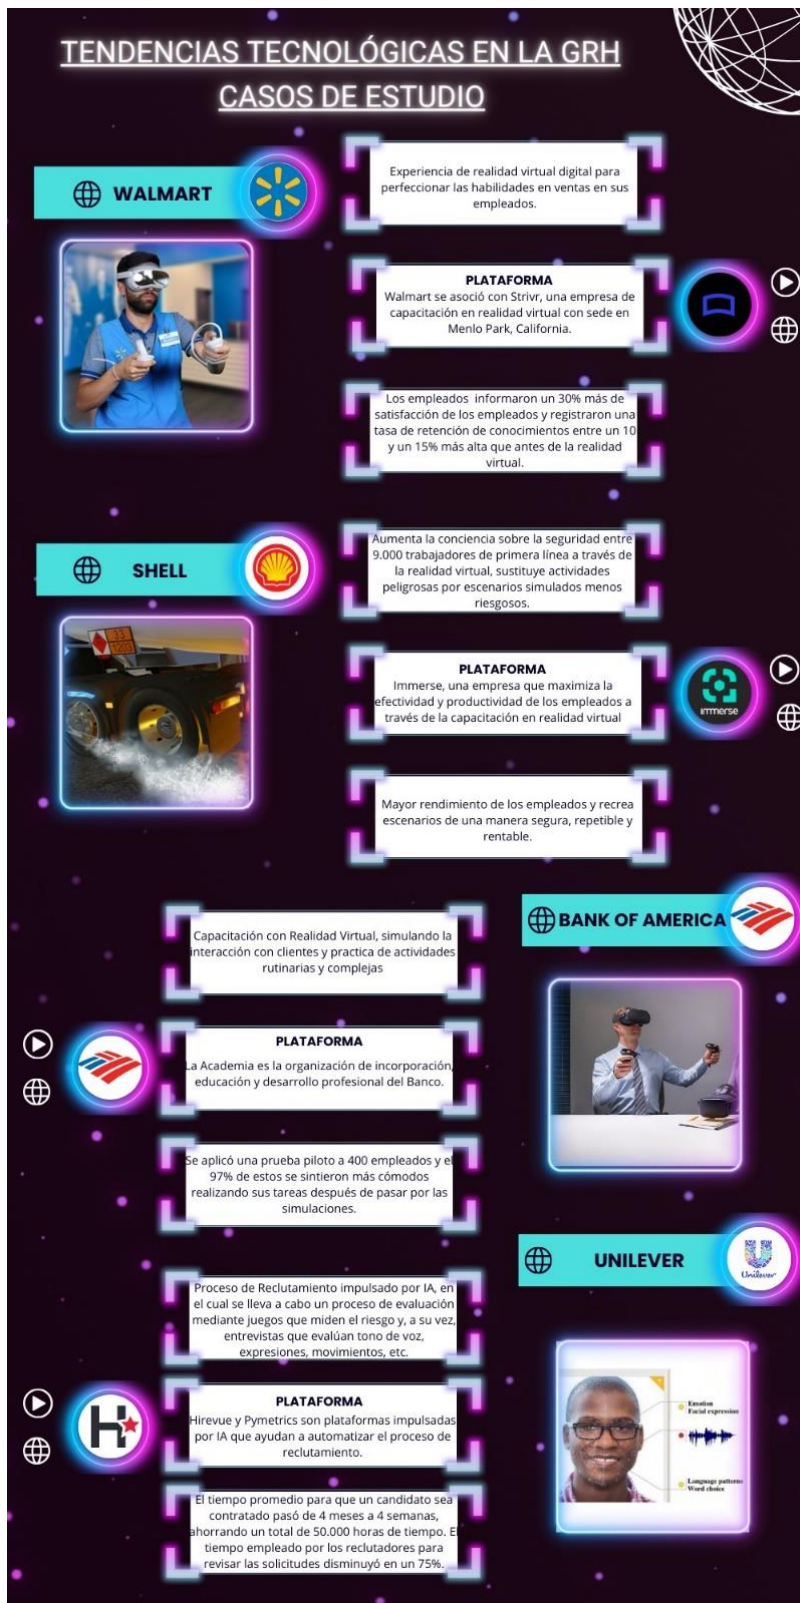 TENDENCIAS TECNOLÓGICAS EN LA GRH
CASOS DE ESTUDIO
WALMART
Experiencia de realidad virtual digital para
perfeccionar las habilidades en ventas en sus
empleados.
PLATAFORMA
Walmart se asoció con Strivr, una empresa de
capacitación en realidad virtual con sede en
Menlo Park, California.
Los empleados informaron un 30% más de
satisfacción de los empleados y registraron una
tasa de retención de conocimientos entre un 10
y un 15% más alta que antes de la realidad
virtual.
SHELL
Aumenta la conciencia sobre la seguridad entre
9.000 trabajadores de primera línea a través de
la realidad virtual, sustituye actividades
peligrosas por escenarios simulados menos
riesgosos.
33
1203
PLATAFORMA
Immerse, una empresa que maximiza la
efectividad y productividad de los empleados a
través de la capacitación en realidad virtual
immerse
Mayor rendimiento de los empleados y recrea
escenarios de una manera segura, repetible y
rentable.
BANK OF AMERICA
Capacitación con Realidad Virtual, simulando la
interacción con clientes y practica de actividades
rutinarias y complejas
PLATAFORMA
La Academia es la organización de incorporación,
educación y desarrollo profesional del Banco.
Se aplicó una prueba piloto a 400 empleados y el
97% de estos se sintieron más cómodos
realizando sus tareas después de pasar por las
simulaciones.
UNILEVER
Unilever
Proceso de Reclutamiento impulsado por IA, en
el cual se lleva a cabo un proceso de evaluación
mediante juegos que miden el riesgo y, a su vez,
entrevistas que evalúan tono de voz,
expresiones, movimientos, etc.
H
PLATAFORMA
Hirevue y Pymetrics son plataformas impulsadas
por IA que ayudan a automatizar el proceso de
reclutamiento.
Emotion
Facial expression
Language patterns
Word choice
El tiempo promedio para que un candidato sea
contratado pasó de 4 meses a 4 semanas,
ahorrando un total de 50.000 horas de tiempo. El
tiempo empleado por los reclutadores para
revisar las solicitudes disminuyó en un 75%.